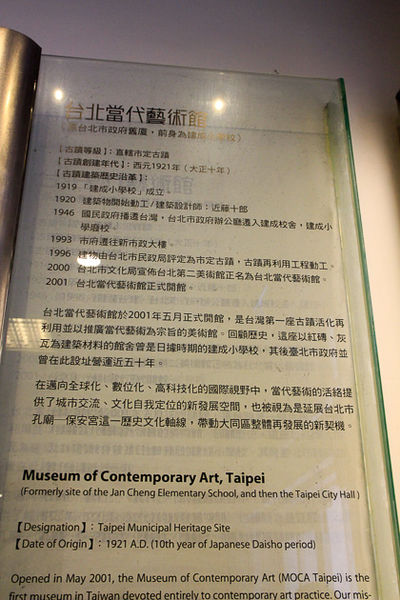 台北當代藝術館
(原台北市政府舊廈，前身為建成小學校)
【古蹟等級】：直轄市定古蹟
【古蹟創建年代】：西元1921年（大正十年）
【古蹟建築歷史沿革】：
1919 「建成小學校」成立
1920 建築物開始動工 / 建築設計師：近藤十郎
1946 國民政府播遷台灣，台北市政府辦公廳遷入建成校舍，建成小
學廢校
1993 市府遷往新市政大樓
1996 建物由台北市民政局評定為市定古蹟，古蹟再利用工程動工。
2000 台北市文化局宣佈台北第二美術館正名為台北當代藝術館。
2001 台北當代藝術館正式開館。
台北當代藝術館於2001年五月正式開館，是台灣第一座古蹟活化再
利用並以推廣當代藝術為宗旨的美術館。回顧歷史，這座以紅磚、灰
瓦為建築材料的館舍曾是日據時期的建成小學校，其後臺北市政府並
曾在此設址營運近五十年。
在邁向全球化、數位化、高科技化的國際視野中，當代藝術的活絡提
供了城市交流、文化自我定位的新發展空間，也被視為是延展台北市
孔廟－保安宮這一歷史文化軸線，帶動大同區整體再發展的新契機。
Museum of Contemporary Art, Taipei
(Formerly site of the Jan Cheng Elementary School, and then the Taipei City Hall )
【Designation】：Taipei Municipal Heritage Site
【Date of Origin】：1921 A.D. (10th year of Japanese Daisho period)
Opened in May 2001, the Museum of Contemporary Art (MOCA Taipei) is the
first museum in Taiwan devoted entirely to contemporary art practice. Our mis-